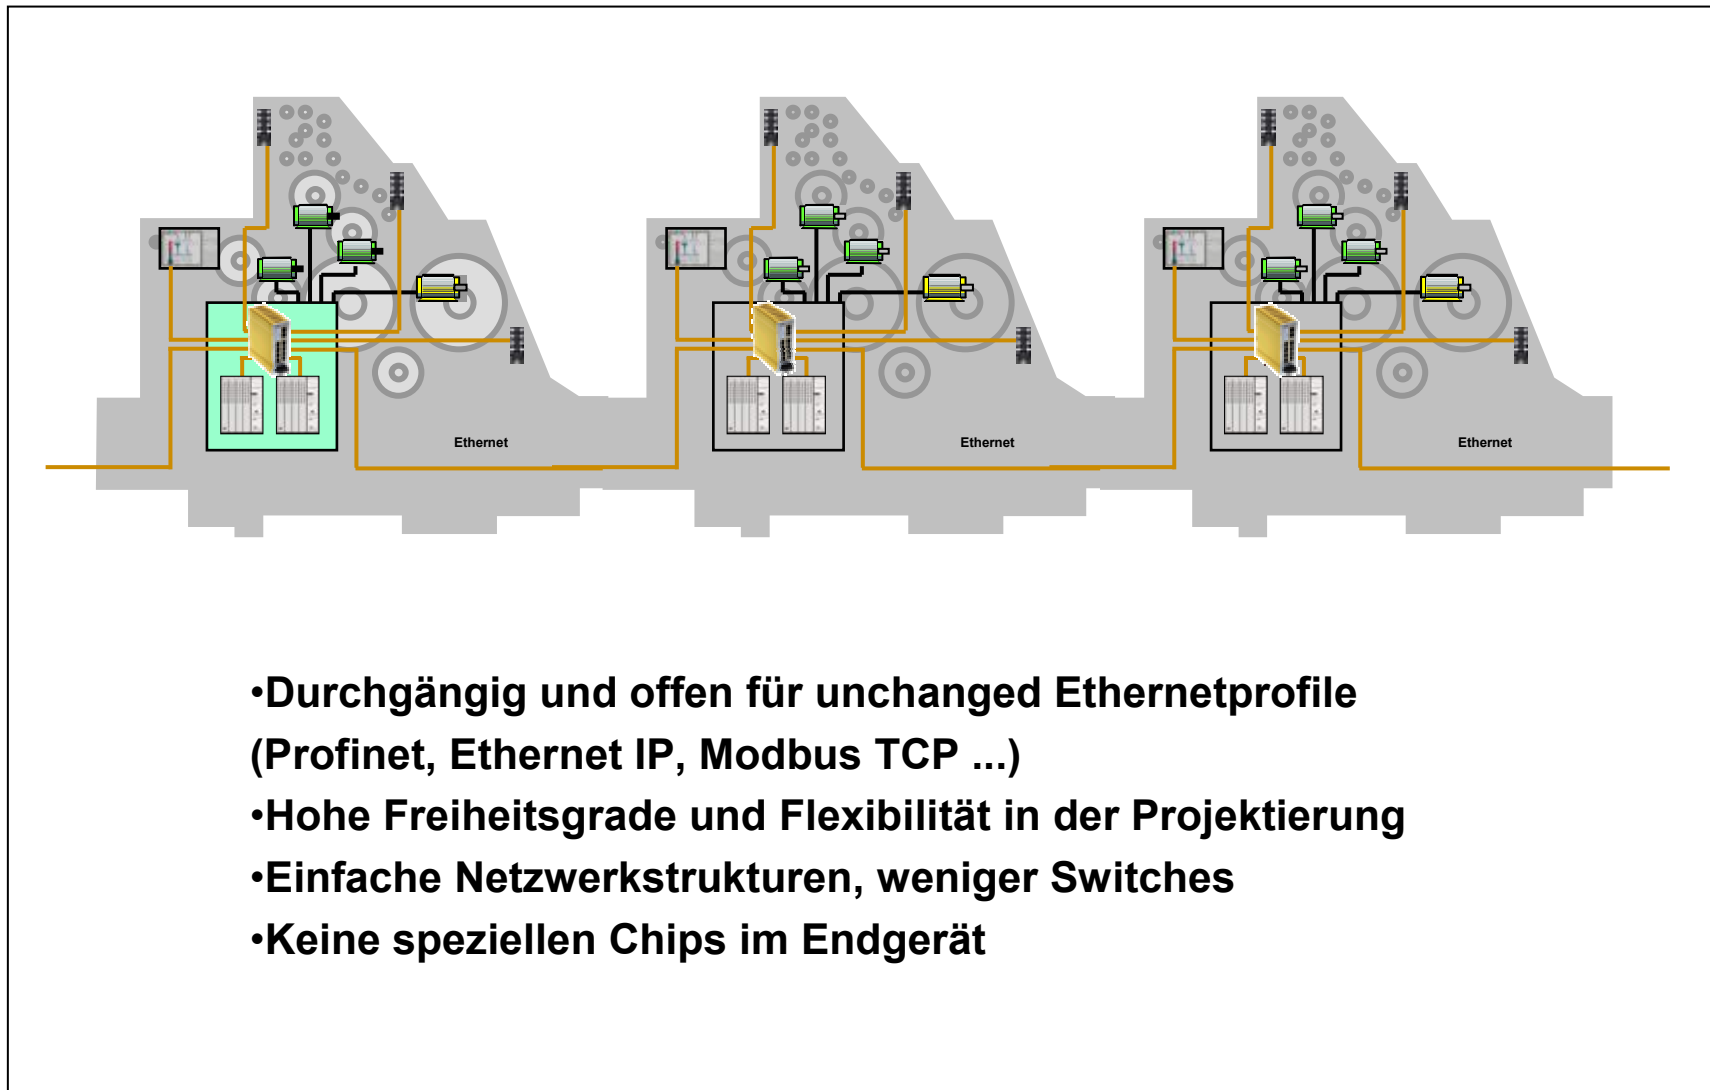 Ethernet
Ethernet
Ethernet
•Durchgängig und offen für unchanged Ethernetprofile
(Profinet, Ethernet IP, Modbus TCP ...)
•Hohe Freiheitsgrade und Flexibilität in der Projektierung
•Einfache Netzwerkstrukturen, weniger Switches
•Keine speziellen Chips im Endgerät